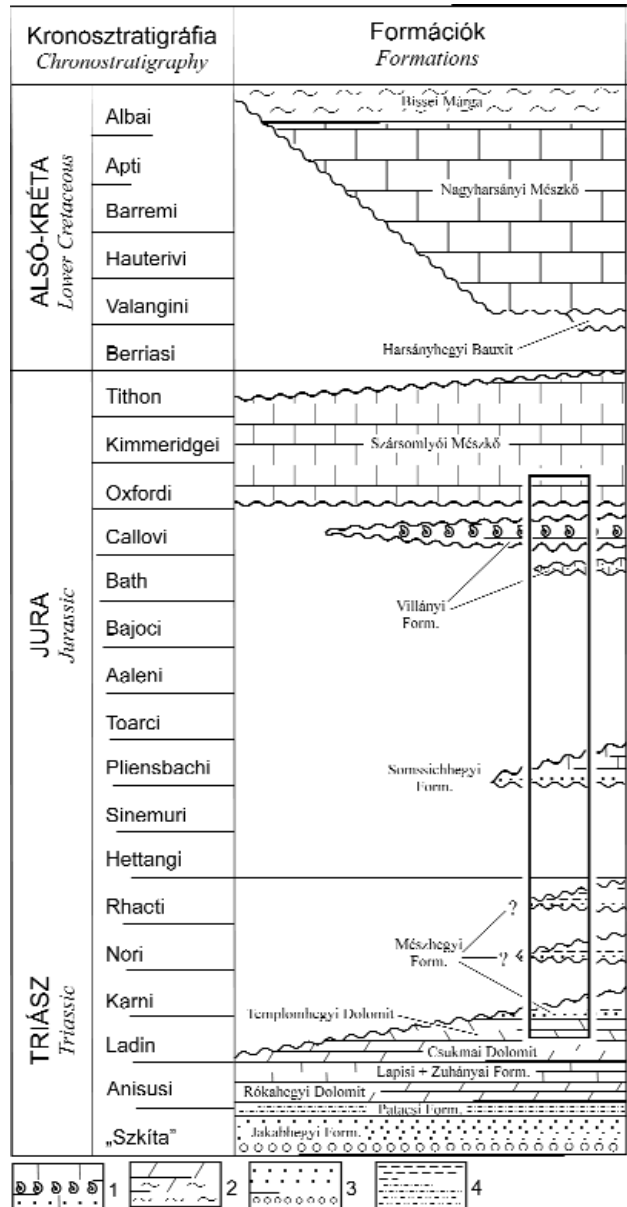 Kronosztratigráfia
Chronostratigraphy
Formációk
Formations
ALSÓ-KRÉTA
Lower Cretaceous
Albai
Apti
Barremi
Hauterivi
Valangini
Berriasi
Bissei Márga
Nagyharsányi Mészkő
Harsányhegyi Bauxit
JURA
Jurassic
Tithon
Kimmeridgei
Oxfordi
Callovi
Bath
Bajoci
Aaleni
Toarci
Pliensbachi
Sinemuri
Hettangi
Szársomlyói Mészkő
Villányi
Form.
Somssichhegyi
Form.
TRIÁSZ
Triassic
Rhaeti
Nori
Karni
Ladin
Anisusi
„Szkíta"
?
Mészhegyi
Form.
?
Templomhegyi Dolomit
Csukmai Dolomit
Lapisi + Zuhányai Form.
Rókahegyi Dolomit
Patacsi Form.
Jakabhegyi Form.
1
2
3
4